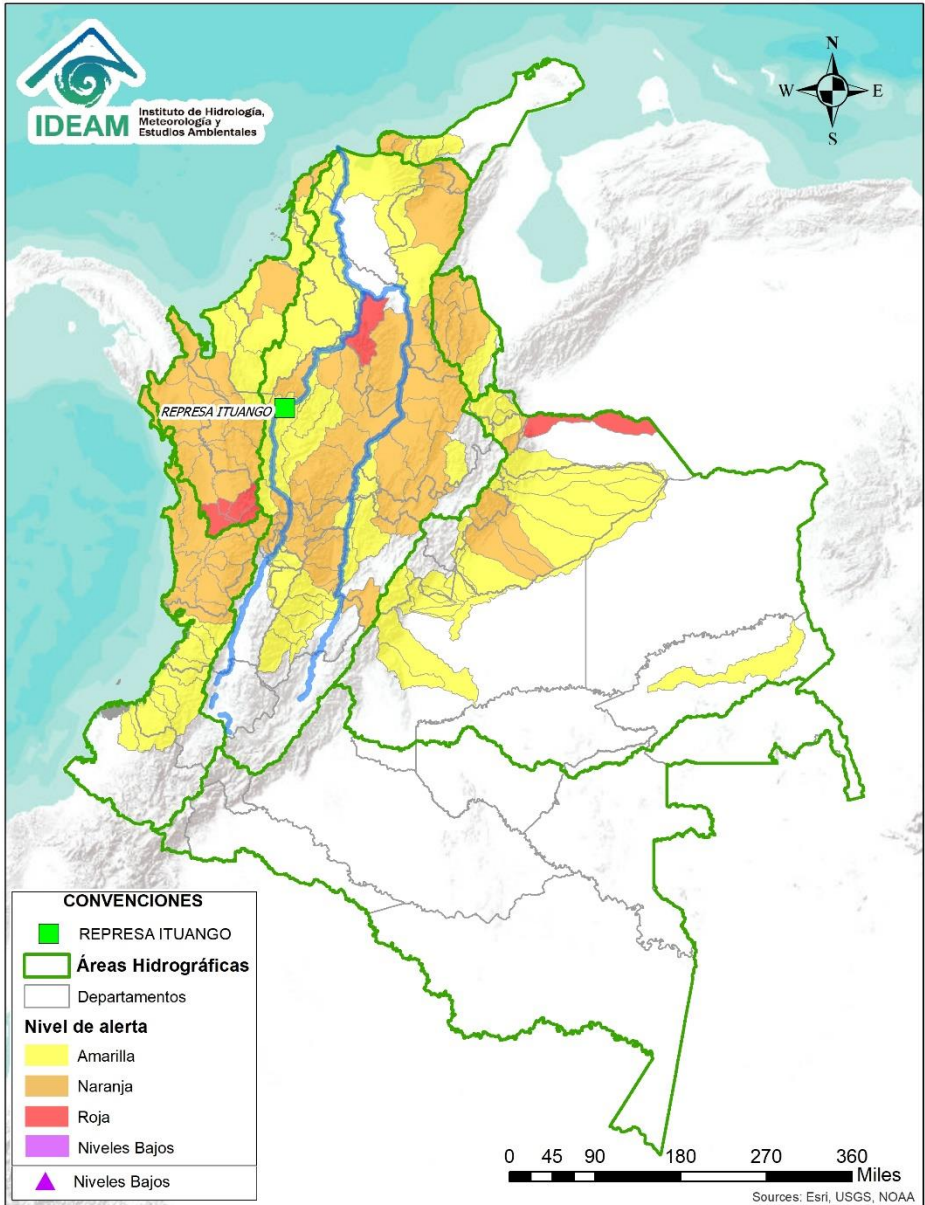 IDEAM
Instituto de Hidrología,
Meteorología y
Estudios Ambientales
N
W
E
S
REPRESA ITUANGO
CONVENCIONES
REPRESA ITUANGO
Áreas Hidrográficas
Departamentos
Nivel de alerta
Amarilla
Naranja
Roja
Niveles Bajos
Niveles Bajos
0 45 90 180 270 360
Miles
Sources: Esri, USGS, NOAA